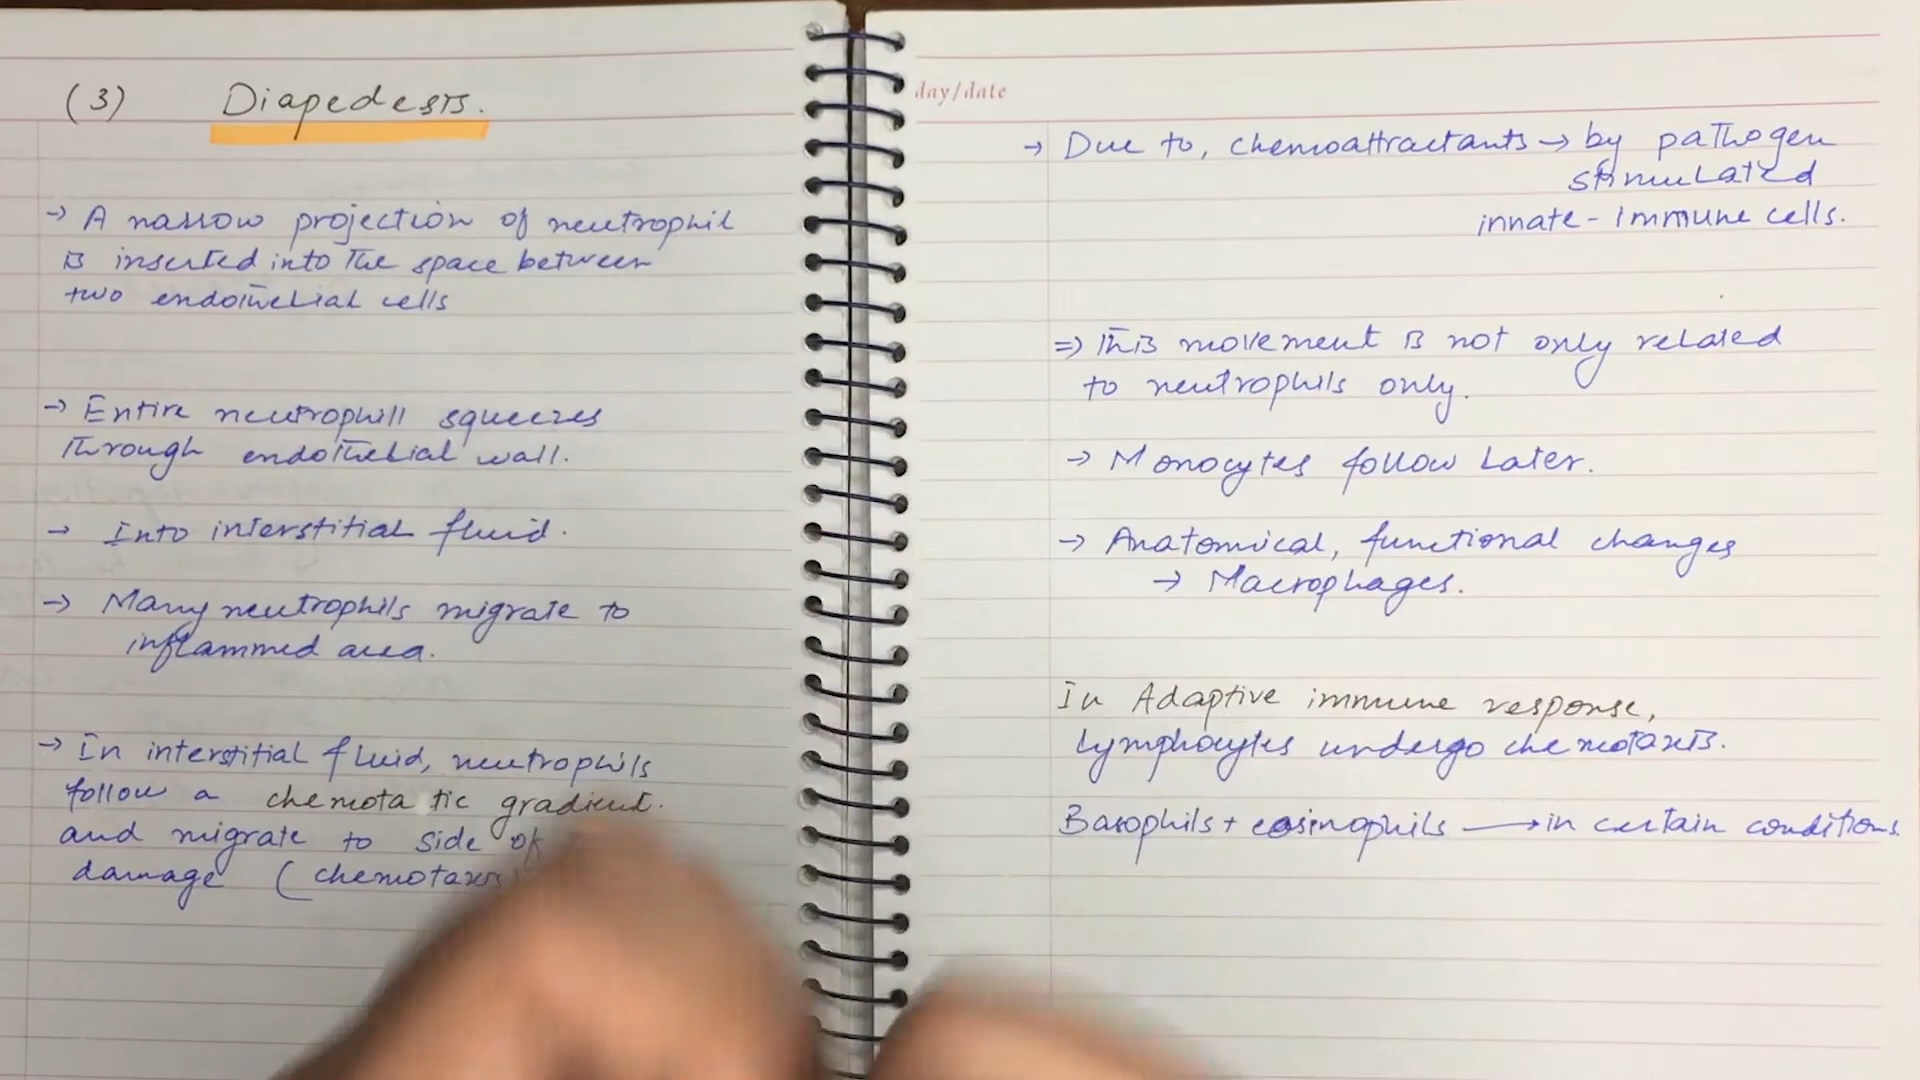 (3) Diapedesis.
→ A narrow projection of neutrophil
is inserted into the space between
two endothelial cells
→ Entire neutrophill squeezes
through endothelial wall.
→ Into interstitial fluid.
→ Many neutrophils migrate to
inflammed area.
→ In interstitial fluid, neutrophils
follow a chemota tic gradient.
and migrate to side of
damage (chemotaxis
day/date
→ Due to, chemoattractants → by pathogen
stimulated
innate - immune cells.
⇒ This movement is not only related
to neutrophils only.
→ Monocytes follow later.
→ Anatomical, functional changes
→ Macrophages.
In Adaptive immune response,
lymphocytes undergo chemotaxis.
Basophils + eosinophils → in certain conditions.